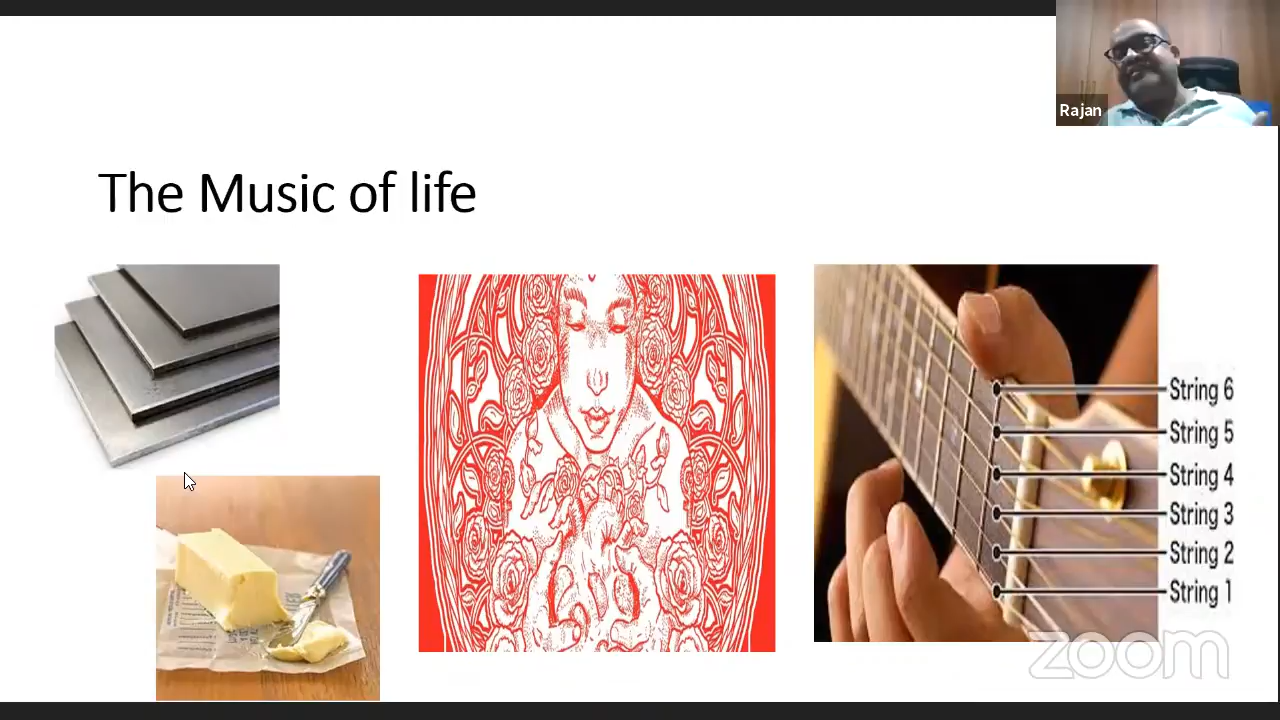 Rajan
The Music of life
String 6
String 5
String 4
String 3
String 2
String 1
zoom